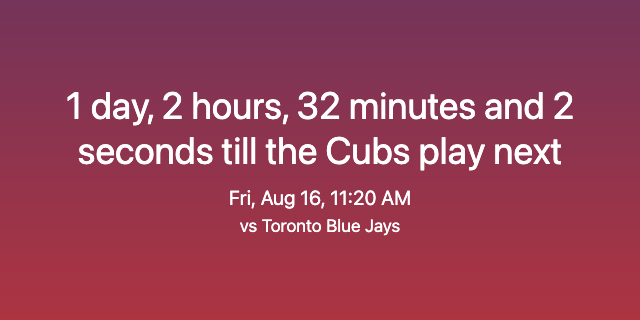 1 day, 2 hours, 32 minutes and 2
seconds till the Cubs play next
Fri, Aug 16, 11:20 AM
vs Toronto Blue Jays